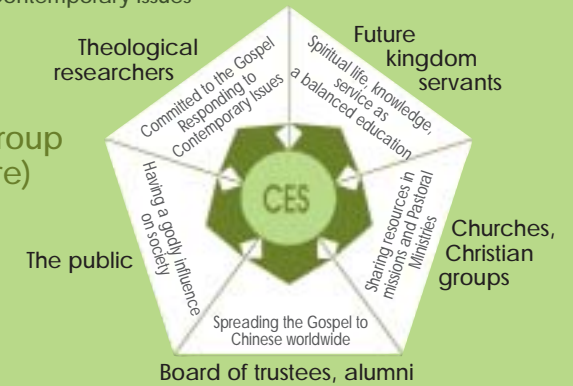 Contemporary Issues
Theological
researchers
Future
kingdom
servants
Committed to the Gospel
Responding to
Contemporary Issues
Spiritual life, knowledge,
service as
a balanced education
roup
re)
CES
Having a godly influence
on society
Sharing resources in
missions and Pastoral
Ministries
The public
Churches,
Christian
groups
Spreading the Gospel to
Chinese worldwide
Board of trustees, alumni